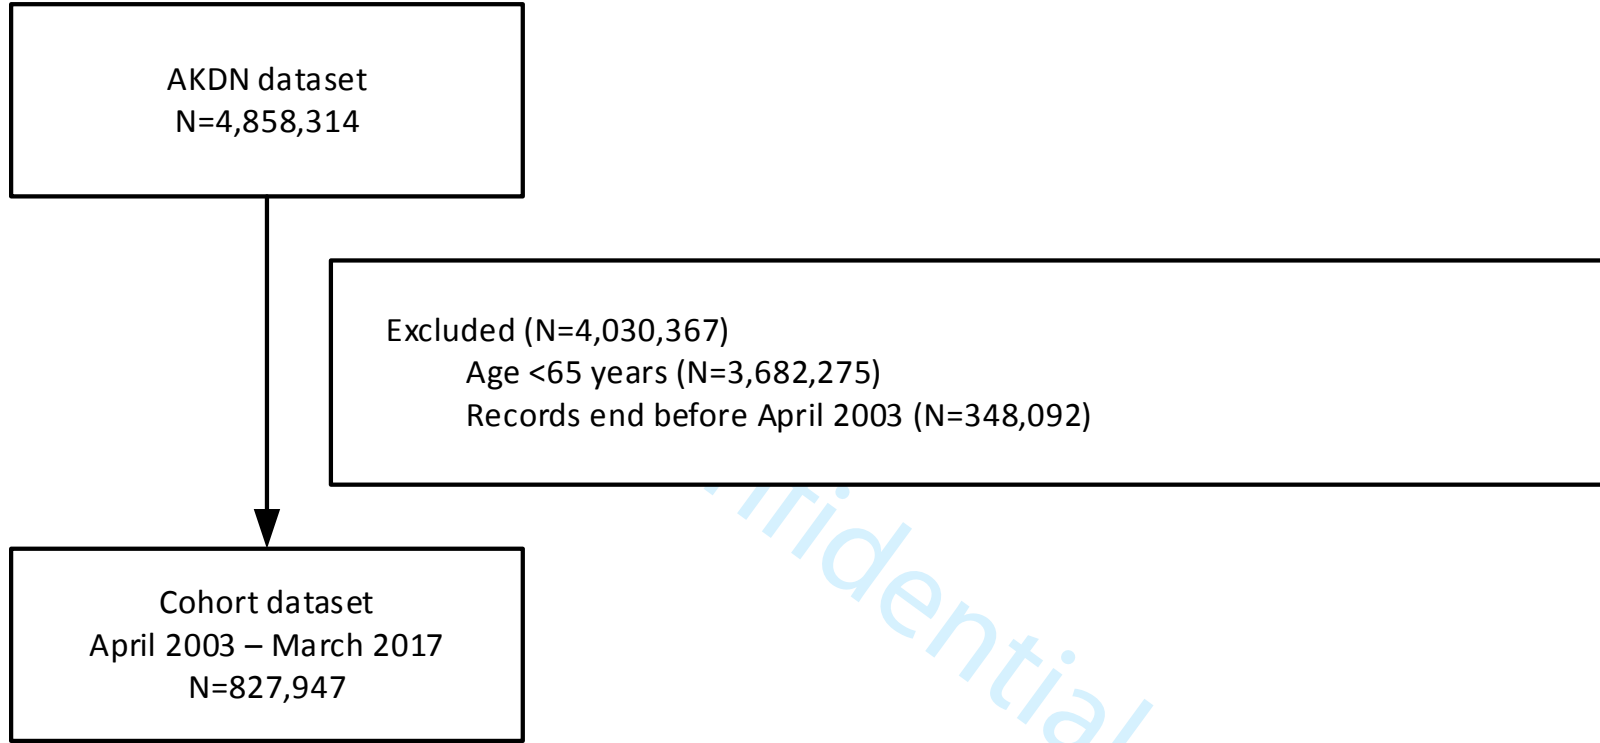 AKDN dataset
N=4,858,314
Excluded (N=4,030,367)
Age <65 years (N=3,682,275)
Records end before April 2003 (N=348,092)
Cohort dataset
April 2003 – March 2017
N=827,947